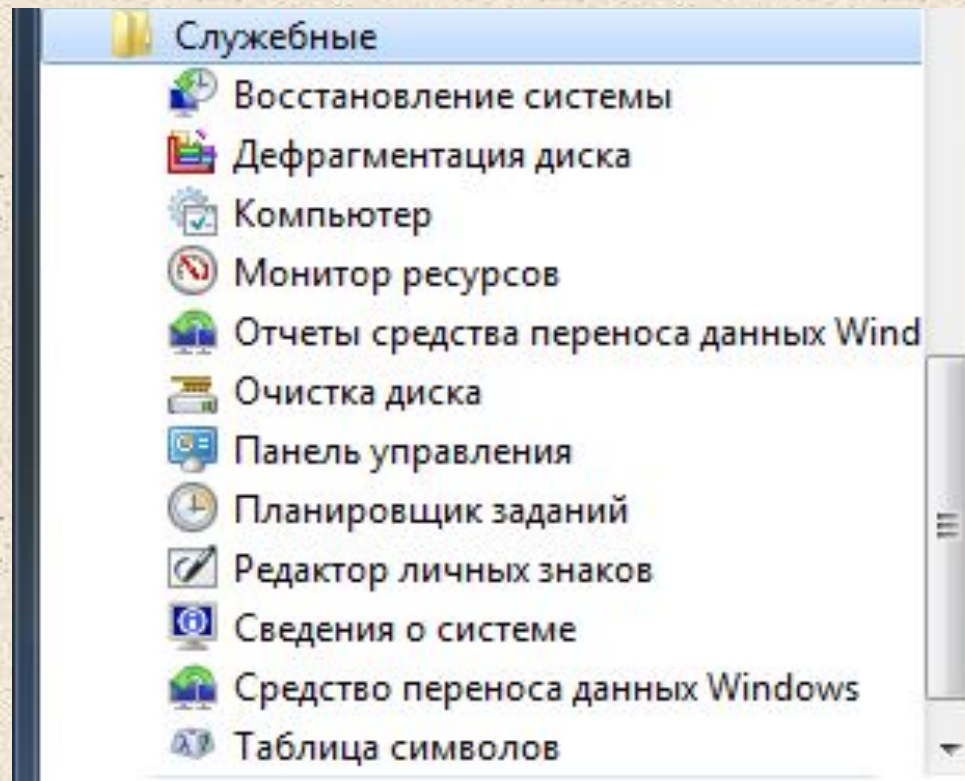 Служебные
Восстановление системы
Дефрагментация диска
Компьютер
Монитор ресурсов
Отчеты средства переноса данных Wind
Очистка диска
Панель управления
Планировщик заданий
Редактор личных знаков
Сведения о системе
Средство переноса данных Windows
Таблица символов